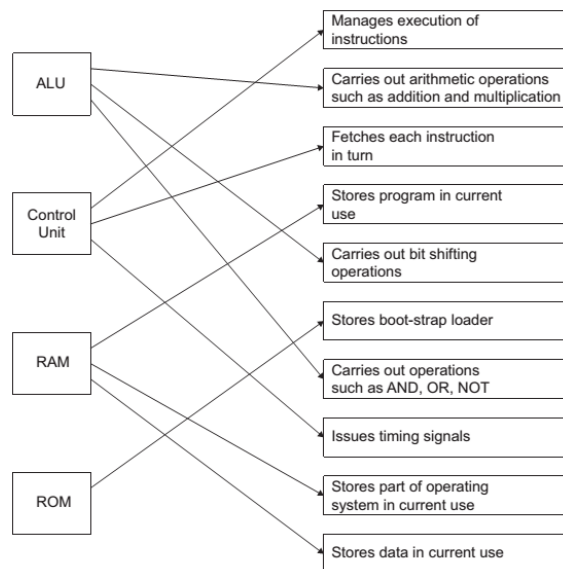 ALU
Control
Unit
RAM
ROM
Manages execution of
instructions
Carries out arithmetic operations
such as addition and multiplication
Fetches each instruction
in turn
Stores program in current
use
Carries out bit shifting
operations
Stores boot-strap loader
Carries out operations
such as AND, OR, NOT
Issues timing signals
Stores part of operating
system in current use
Stores data in current use